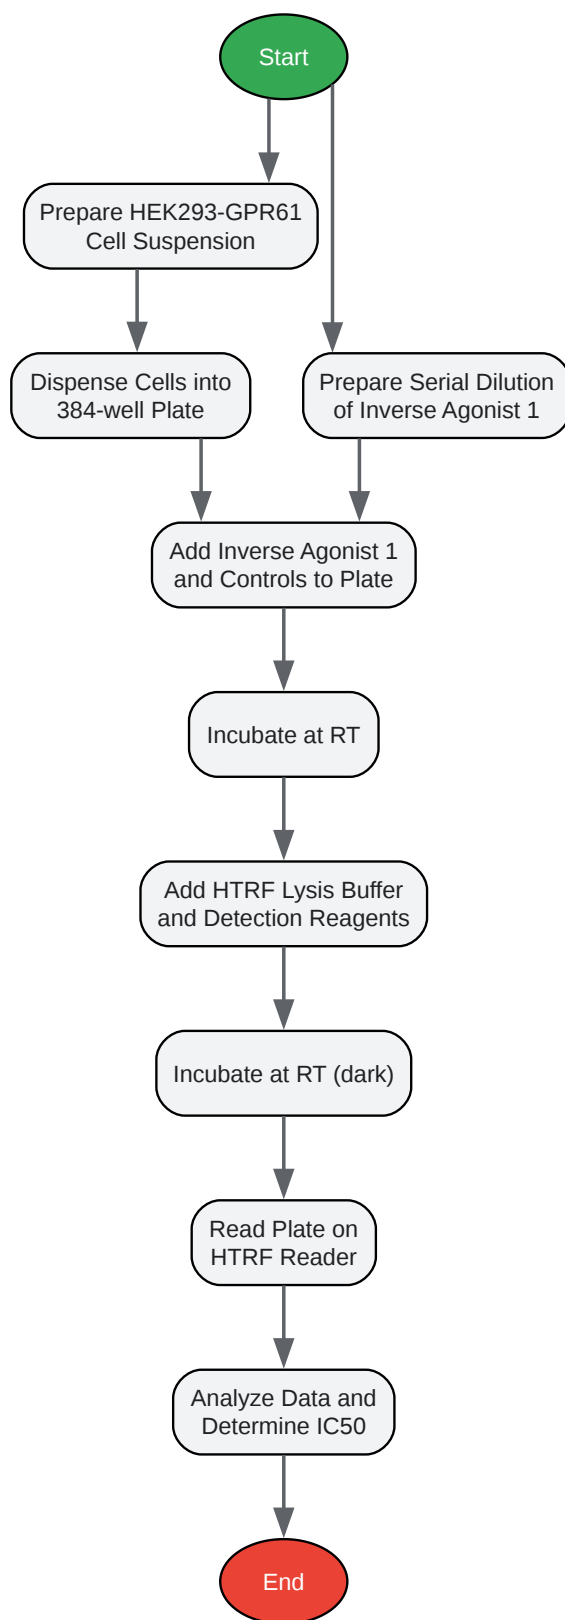 Start
Prepare HEK293-GPR61
Cell Suspension
Dispense Cells into
384-well Plate
Prepare Serial Dilution
of Inverse Agonist 1
Add Inverse Agonist 1
and Controls to Plate
Incubate at RT
Add HTRF Lysis Buffer
and Detection Reagents
Incubate at RT (dark)
Read Plate on
HTRF Reader
Analyze Data and
Determine IC50
End